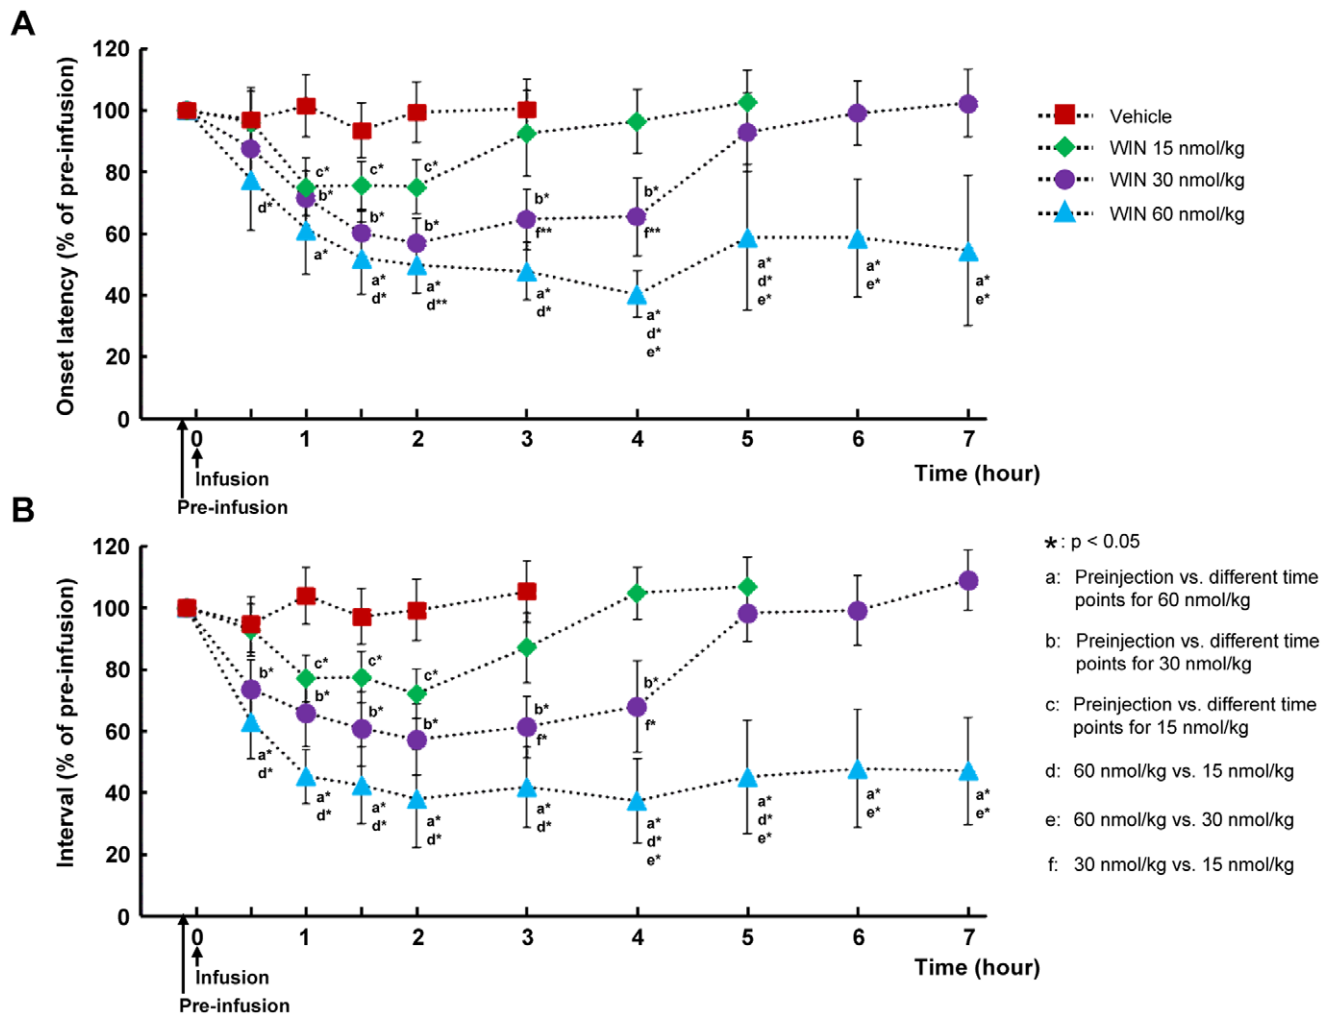 A
120
100
80
60
40
20
0
Onset latency (% of pre-infusion)
c*
c*
c*
b*
b*
b*
b*
f**
b*
f**
d*
a*
a*
d*
a*
d**
a*
d*
a*
d*
e*
a*
d*
e*
a*
e*
a*
e*
0 1 2 3 4 5 6 7
Infusion
Pre-infusion
Time (hour)
Vehicle
WIN 15 nmol/kg
WIN 30 nmol/kg
WIN 60 nmol/kg
B
120
100
80
60
40
20
0
Interval (% of pre-infusion)
c*
c*
c*
b*
b*
b*
b*
b*
f*
b*
f*
a*
d*
a*
d*
a*
d*
a*
d*
a*
d*
a*
d*
e*
a*
d*
e*
a*
e*
a*
e*
0 1 2 3 4 5 6 7
Infusion
Pre-infusion
Time (hour)
*: p < 0.05
a: Preinjection vs. different time
points for 60 nmol/kg
b: Preinjection vs. different time
points for 30 nmol/kg
c: Preinjection vs. different time
points for 15 nmol/kg
d: 60 nmol/kg vs. 15 nmol/kg
e: 60 nmol/kg vs. 30 nmol/kg
f: 30 nmol/kg vs. 15 nmol/kg